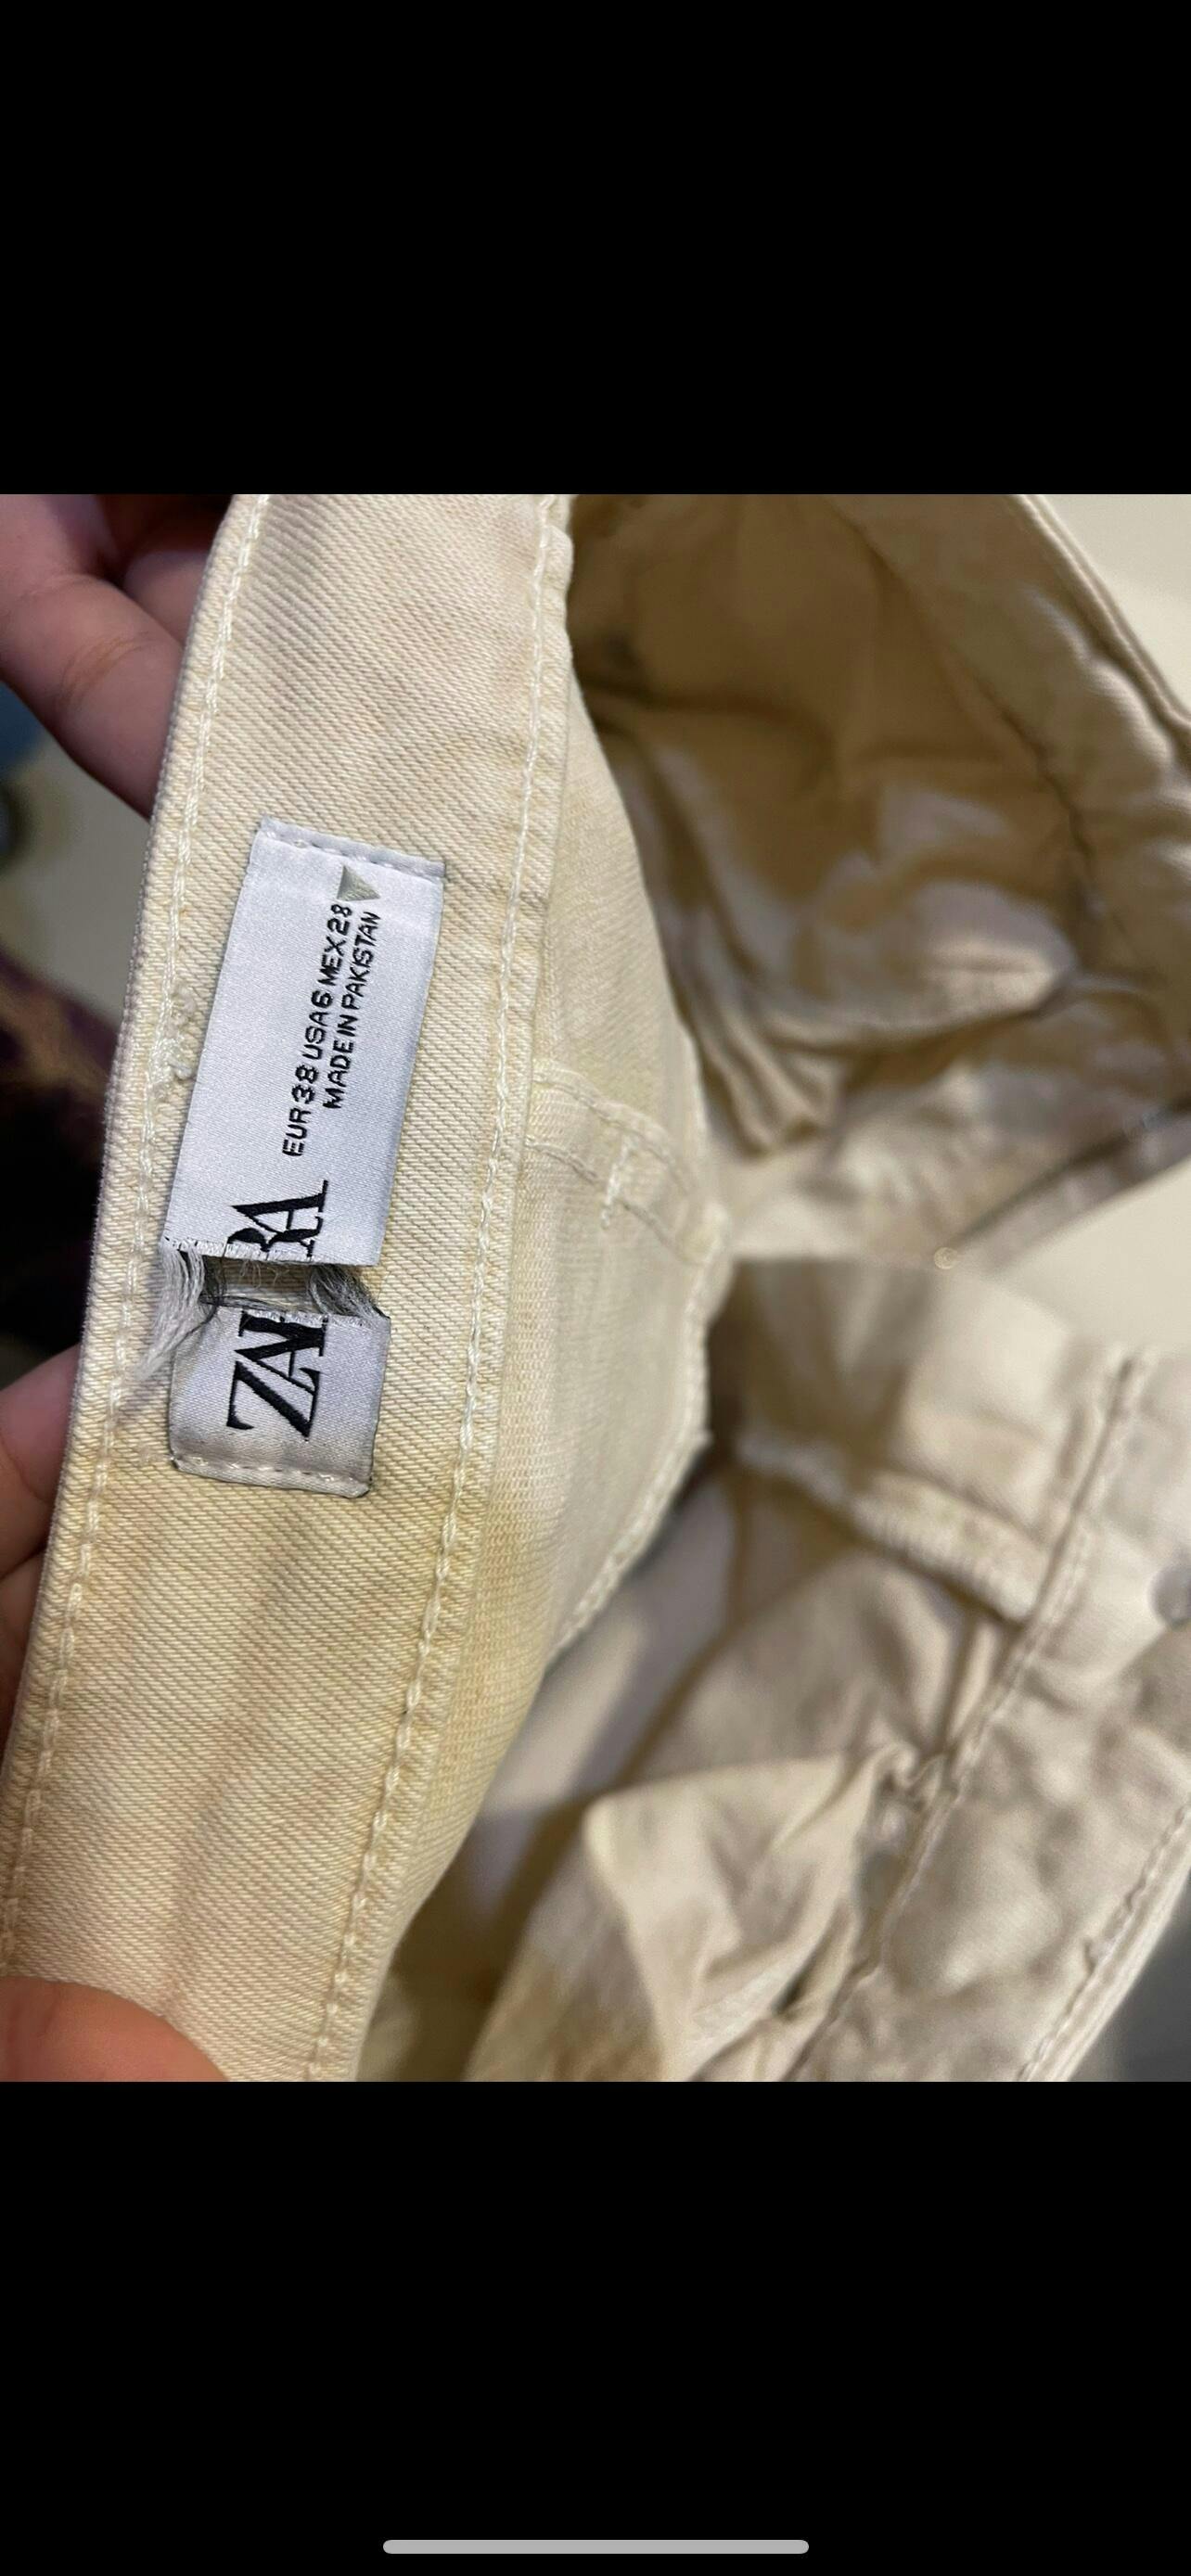 ZARA
EUR 38 USA 6 MEX 28
MADE IN PAKISTAN